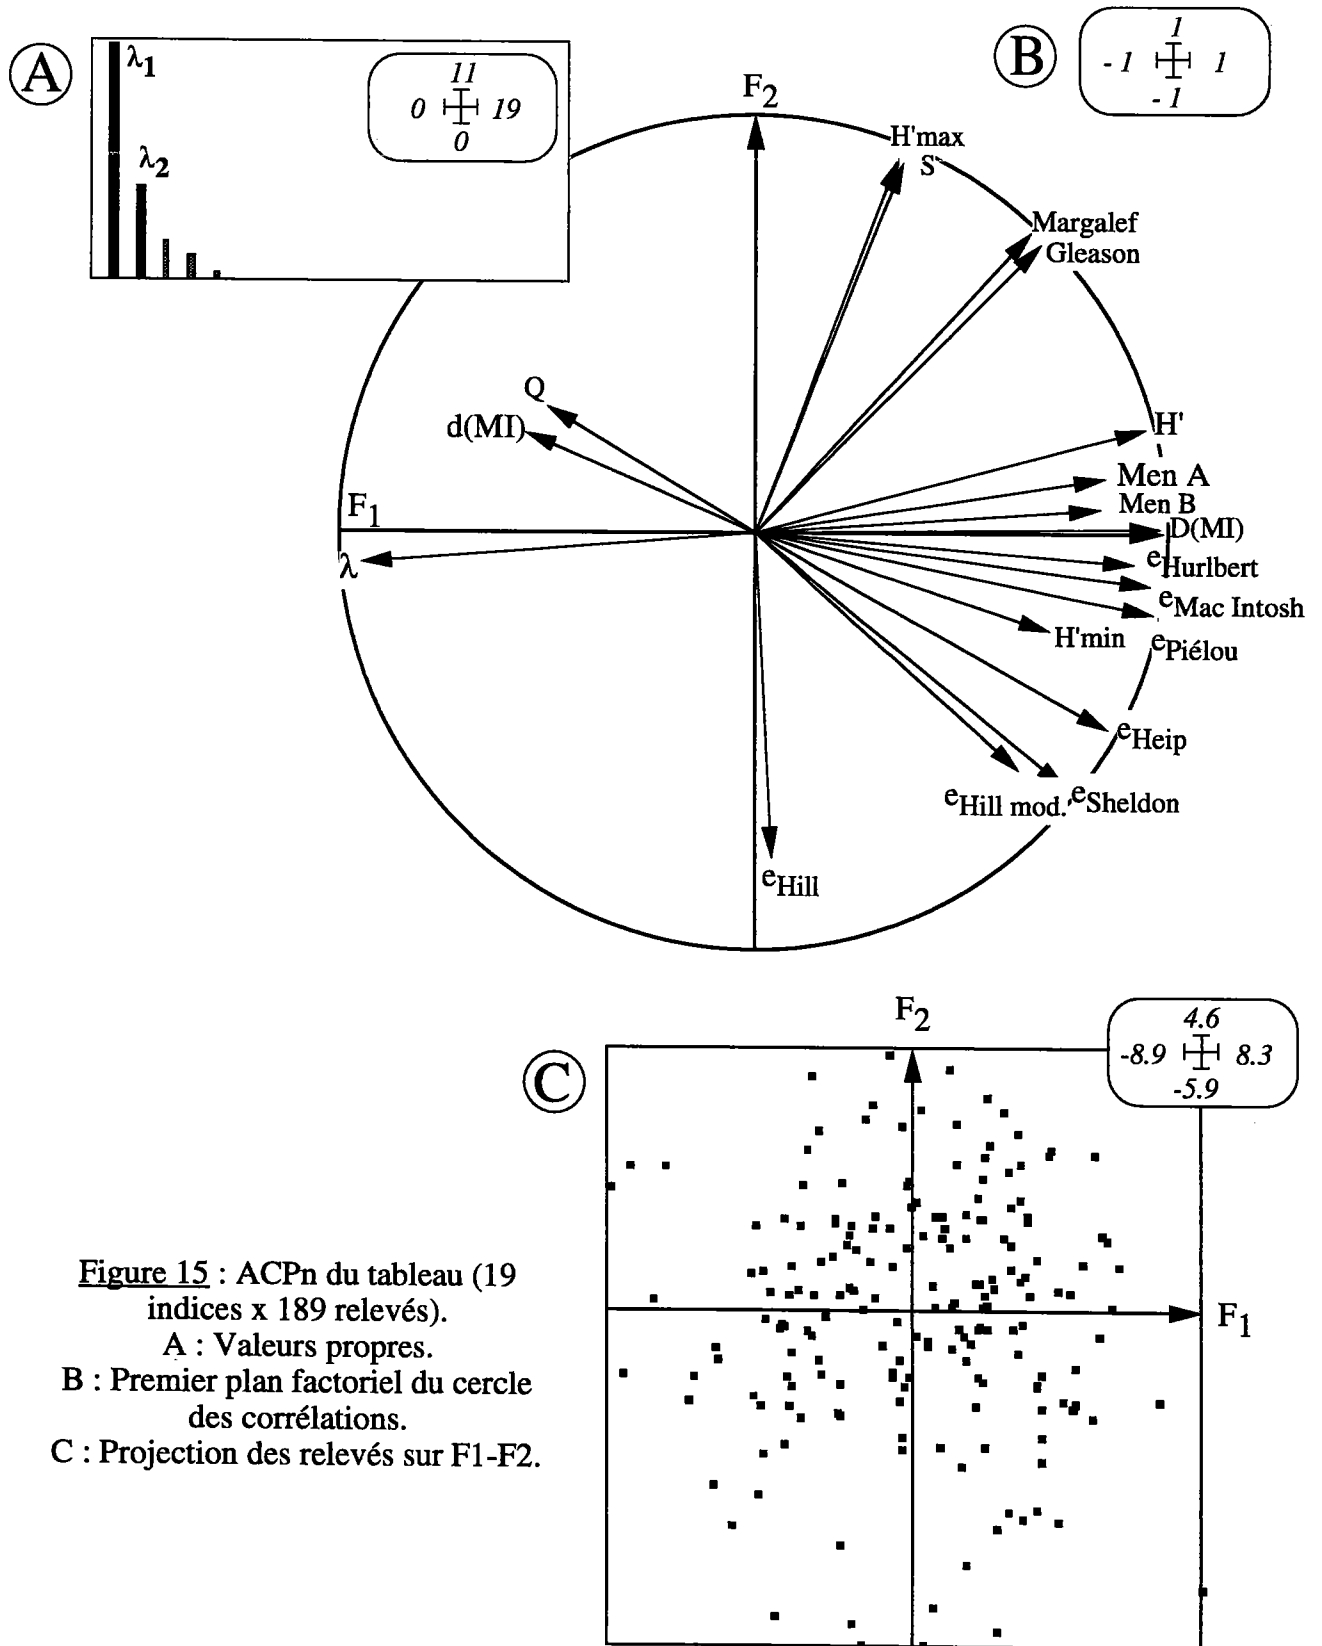 A
λ1
λ2
11
0 19
0
B
1
- 1 1
- 1
F2
H'max
S
Margalef
Gleason
H'
Men A
Men B
D(MI)
eHurlbert
eMac Intosh
ePiélou
H'min
eHeip
eSheldon
eHill mod.
eHill
Q
d(MI)
F1
λ
C
F2
4.6
-8.9 8.3
-5.9
F1
Figure 15 : ACPn du tableau (19
indices x 189 relevés).
A : Valeurs propres.
B : Premier plan factoriel du cercle
des corrélations.
C : Projection des relevés sur F1-F2.